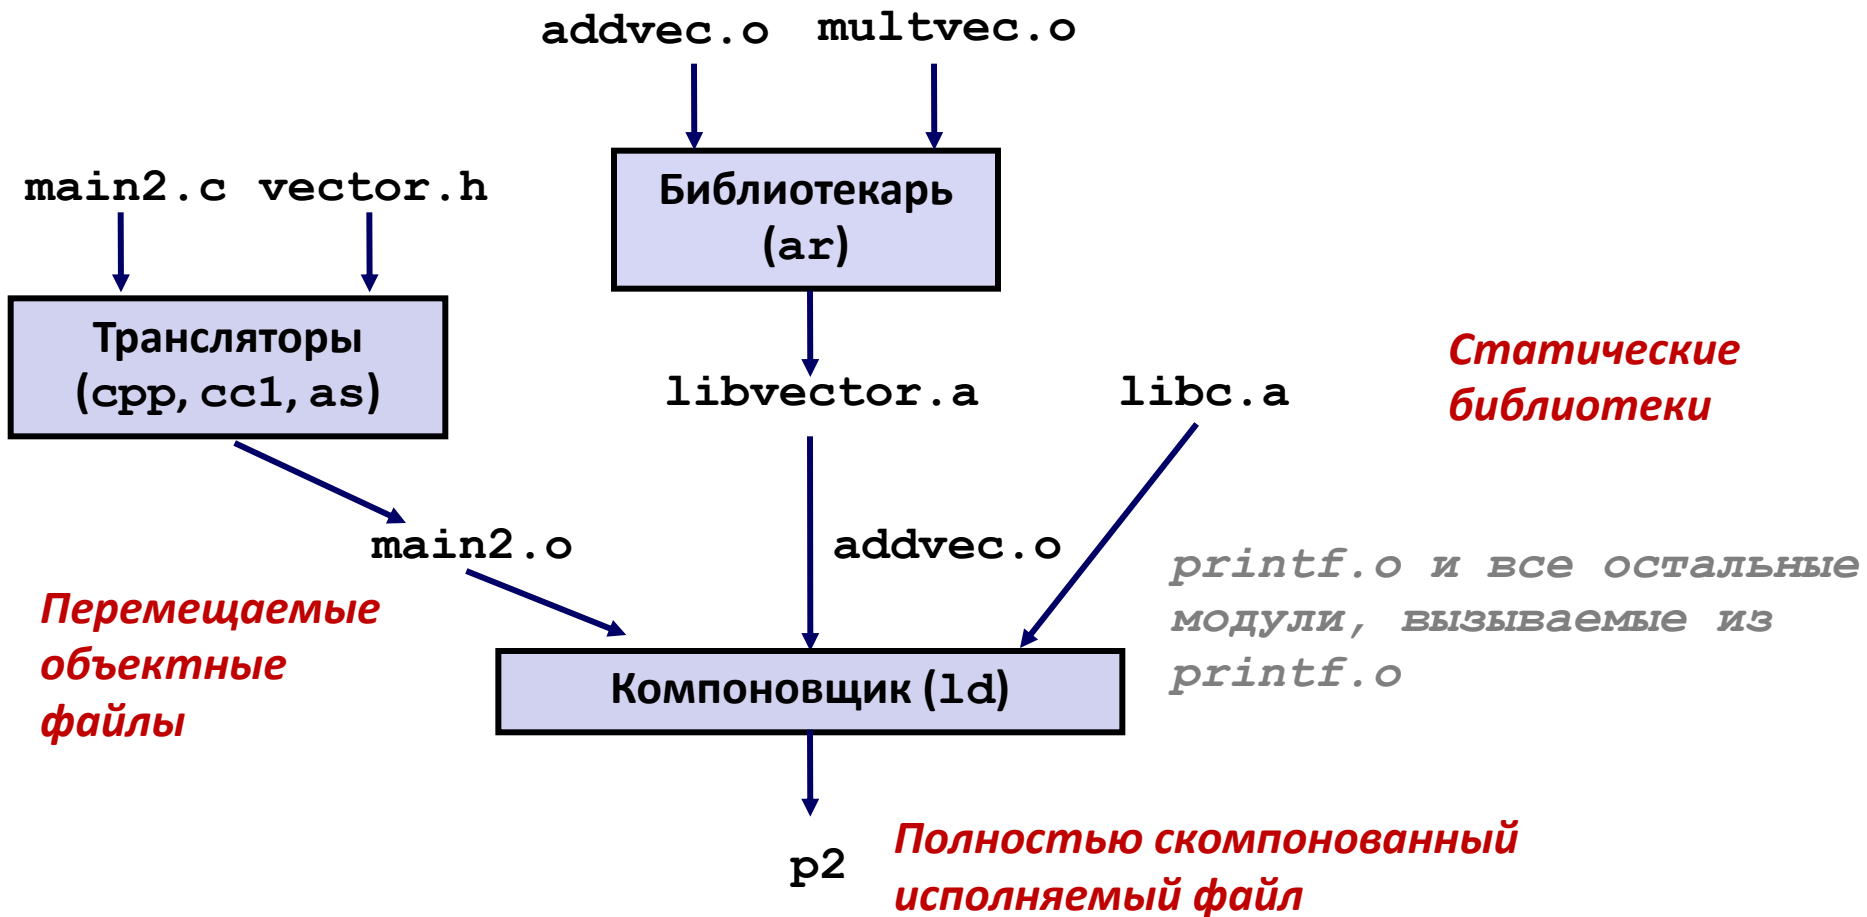 addvec.o multvec.o
main2.c vector.h
Библиотекарь
(ar)
Трансляторы
(cpp, cc1, as)
libvector.a
libc.a
Статические
библиотеки
main2.o
addvec.o
printf.o и все остальные
модули, вызываемые из
printf.o
Перемещаемые
объектные
файлы
Компоновщик (ld)
p2
Полностью скомпонованный
исполняемый файл